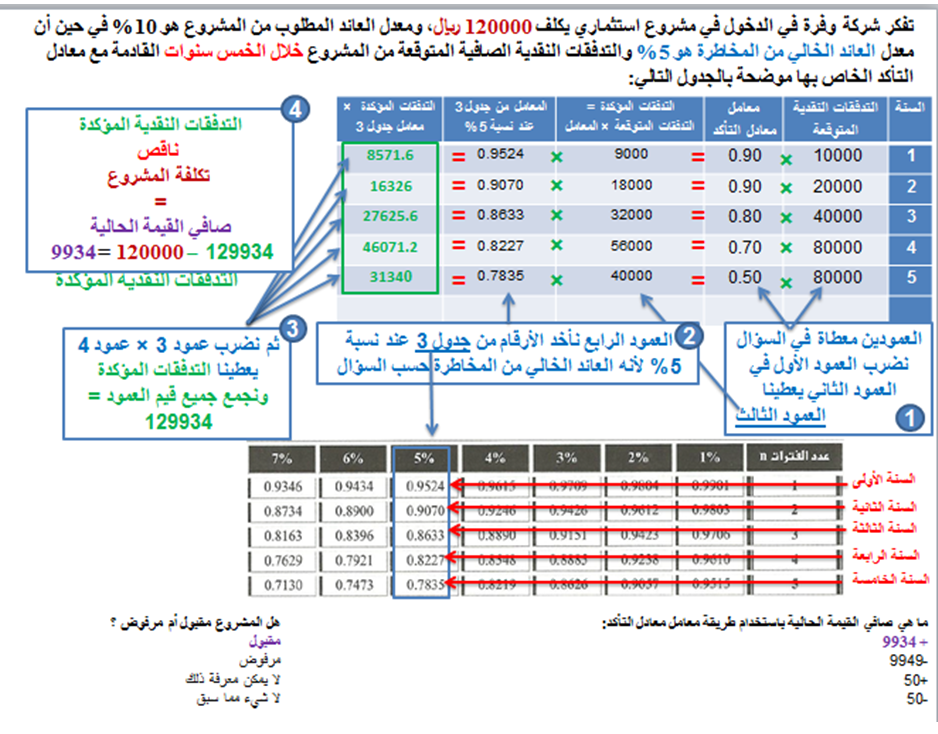 تفكر شركة وفرة في الدخول في مشروع استثماري يكلف 120000 ريال، ومعدل العائد المطلوب من المشروع هو 10% في حين أن
معدل العائد الخالي من المخاطرة هو 5% والتدفقات النقدية الصافية المتوقعة من المشروع خلال الخمس سنوات القادمة مع معادل
التأكد الخاص بها موضحة بالجدول التالي:
السنة | التدفقات النقدية المتوقعة | معامل معادل التأكد | التدفقات المؤكدة = التدفقات المتوقعة × المعامل | المعامل من جدول 3 عند نسبة 5% | التدفقات المؤكدة × معامل جدول 3
1 10000 × 0.90 = 9000 × 0.9524 = 8571.6
2 20000 × 0.90 = 18000 × 0.9070 = 16326
3 40000 × 0.80 = 32000 × 0.8633 = 27625.6
4 80000 × 0.70 = 56000 × 0.8227 = 46071.2
5 80000 × 0.50 = 40000 × 0.7835 = 31340
4
التدفقات النقدية المؤكدة
ناقص
تكلفة المشروع
=
صافي القيمة الحالية
129934 – 120000 = 9934
التدفقات النقدية المؤكدة
1
العمودين معطاة في السؤال
نضرب العمود الأول في
العمود الثاني يعطينا
العمود الثالث
2
العمود الرابع نأخد الأرقام من جدول 3 عند نسبة
5% لأنه العائد الخالي من المخاطرة حسب السؤال
3
ثم نضرب عمود 3 × عمود 4
يعطينا التدفقات المؤكدة
ونجمع جميع قيم العمود =
129934
عدد الفترات n 1% 2% 3% 4% 5% 6% 7%
السنة الأولى 1 0.9901 0.9804 0.9709 0.9615 0.9524 0.9434 0.9346
السنة الثانية 2 0.9803 0.9612 0.9426 0.9246 0.9070 0.8900 0.8734
السنة الثالثة 3 0.9706 0.9423 0.9151 0.8890 0.8633 0.8396 0.8163
السنة الرابعة 4 0.9610 0.9238 0.8885 0.8548 0.8227 0.7921 0.7629
السنة الخامسة 5 0.9515 0.9057 0.8626 0.8219 0.7835 0.7473 0.7130
ما هي صافي القيمة الحالية باستخدام طريقة معامل معادل التأكد:
9934+
9949-
50+
50-
هل المشروع مقبول أم مرفوض ؟
مقبول
مرفوض
لا يمكن معرفة ذلك
لا شيء مما سبق